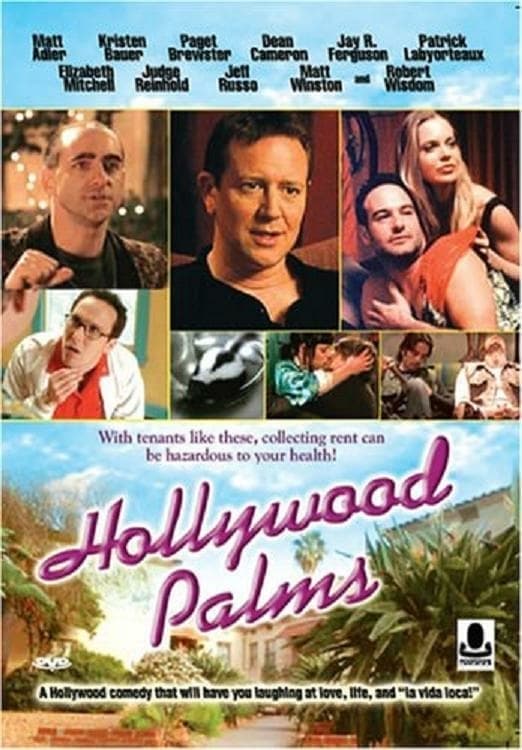 Matt Adler Kristen Bauer Paget Brewster Dean Cameron Jay R. Ferguson Patrick Labyorteaux
Elizabeth Mitchell Judge Reinhold Jeff Russo Matt Winston and Robert Wisdom
With tenants like these, collecting rent can
be hazardous to your health!
Hollywood
Palms
DVD
A Hollywood comedy that will have you laughing at love, life, and "la vida loca!"